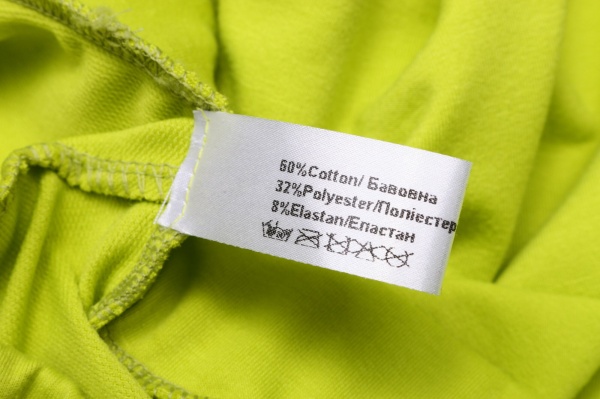 60%Cotton/ Бавовна
32%Polyester/Поліестер
8%Elastan/Еластан